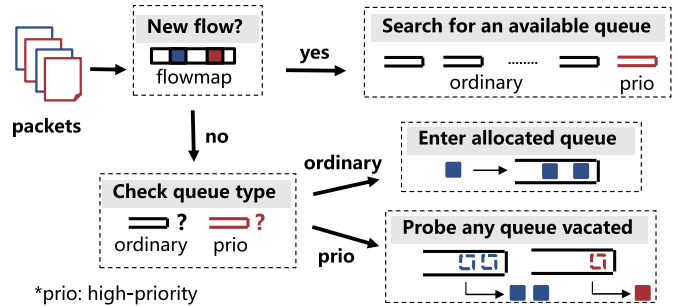 New flow?
flowmap
packets
yes
Search for an available queue
........
ordinary
prio
no
Check queue type
? ?
ordinary prio
ordinary
Enter allocated queue
prio
Probe any queue vacated
*prio: high-priority